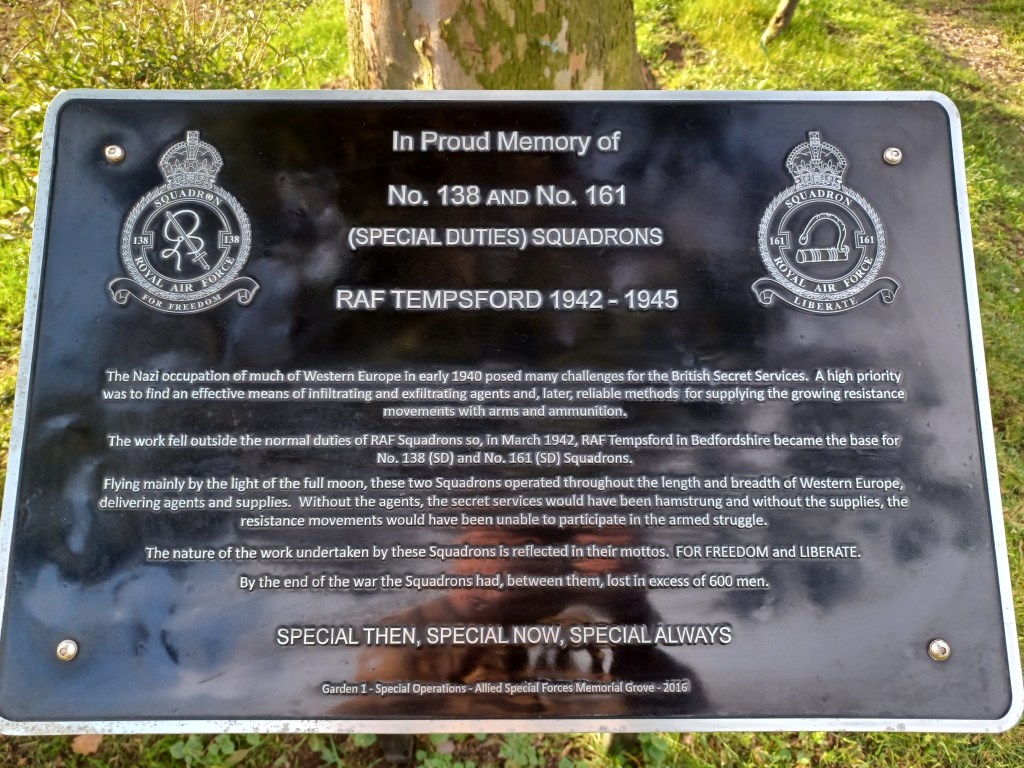 In Proud Memory of
No. 138 AND No. 161
(SPECIAL DUTIES) SQUADRONS
RAF TEMPSFORD 1942 - 1945
SQUADRON
138 138
ROYAL AIR FORCE
FOR FREEDOM
SQUADRON
161 161
ROYAL AIR FORCE
LIBERATE
The Nazi occupation of much of Western Europe in early 1940 posed many challenges for the British Secret Services. A high priority
was to find an effective means of infiltrating and exfiltrating agents and, later, reliable methods for supplying the growing resistance
movements with arms and ammunition.
The work fell outside the normal duties of RAF Squadrons so, in March 1942, RAF Tempsford in Bedfordshire became the base for
No. 138 (SD) and No. 161 (SD) Squadrons.
Flying mainly by the light of the full moon, these two Squadrons operated throughout the length and breadth of Western Europe,
delivering agents and supplies. Without the agents, the secret services would have been hamstrung and without the supplies, the
resistance movements would have been unable to participate in the armed struggle.
The nature of the work undertaken by these Squadrons is reflected in their mottos. FOR FREEDOM and LIBERATE.
By the end of the war the Squadrons had, between them, lost in excess of 600 men.
SPECIAL THEN, SPECIAL NOW, SPECIAL ALWAYS
Garden 1 - Special Operations - Allied Special Forces Memorial Grove - 2016